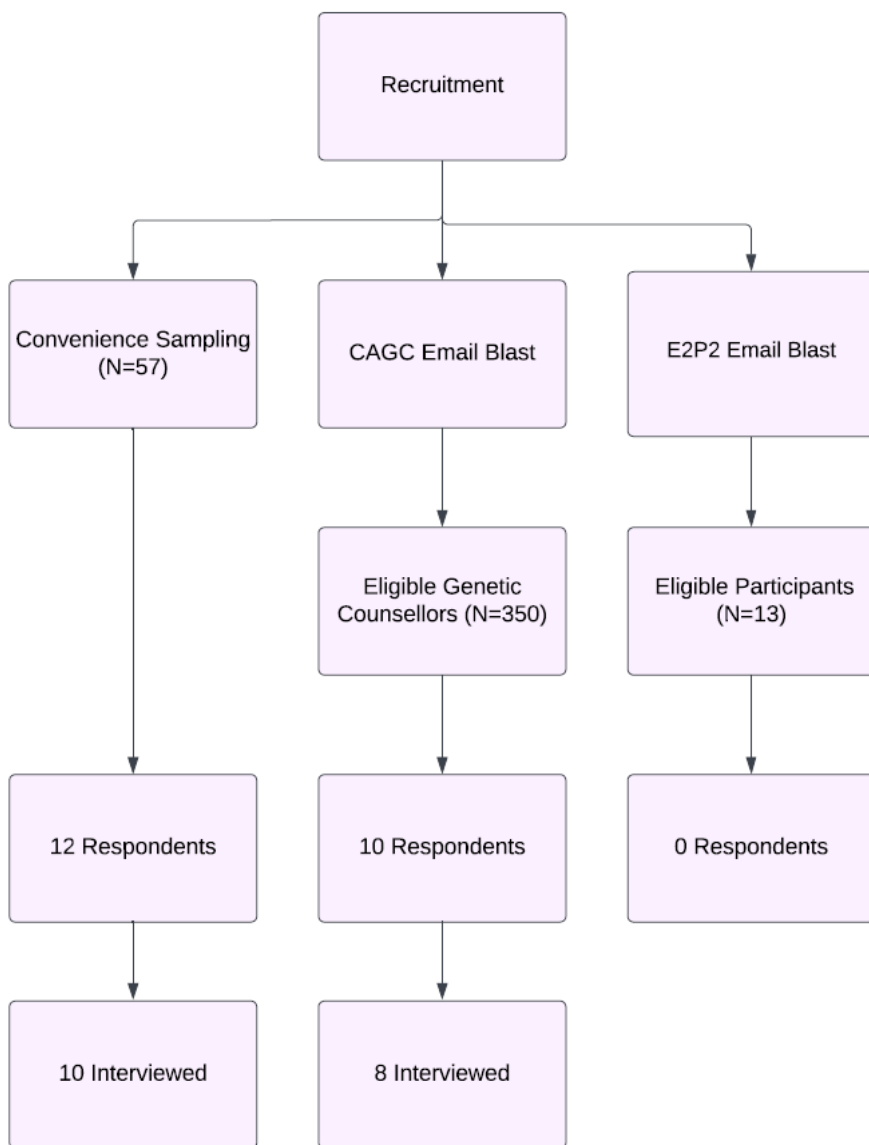 Recruitment
Convenience Sampling
(N=57)
CAGC Email Blast
E2P2 Email Blast
Eligible Genetic
Counsellors (N=350)
Eligible Participants
(N=13)
12 Respondents
10 Respondents
0 Respondents
10 Interviewed
8 Interviewed